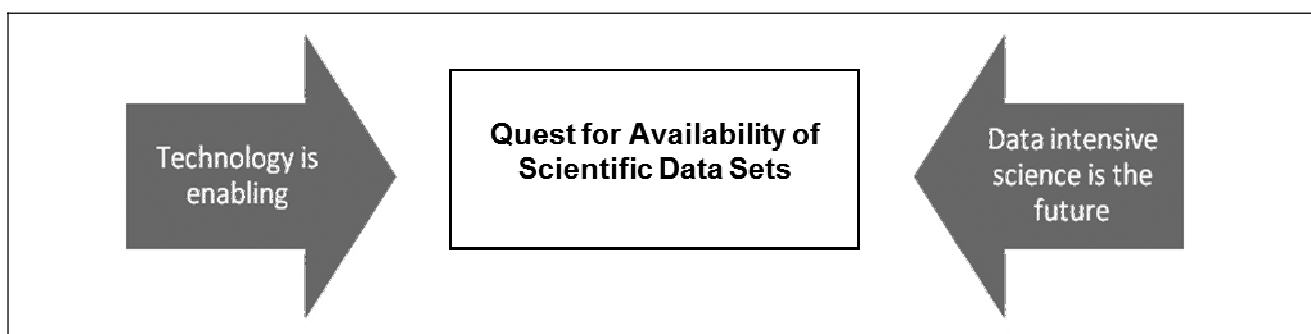 Technology is
enabling
Quest for Availability of
Scientific Data Sets
Data intensive
science is the
future